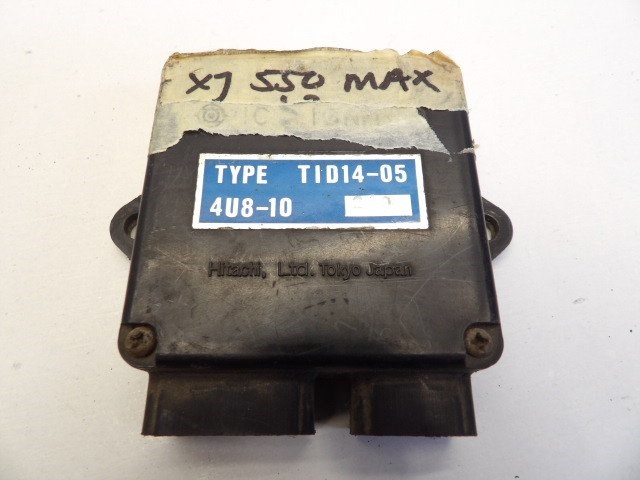 XJ 550 MAX
TYPE TID14-05
4U8-10
Hitachi, Ltd. Tokyo Japan